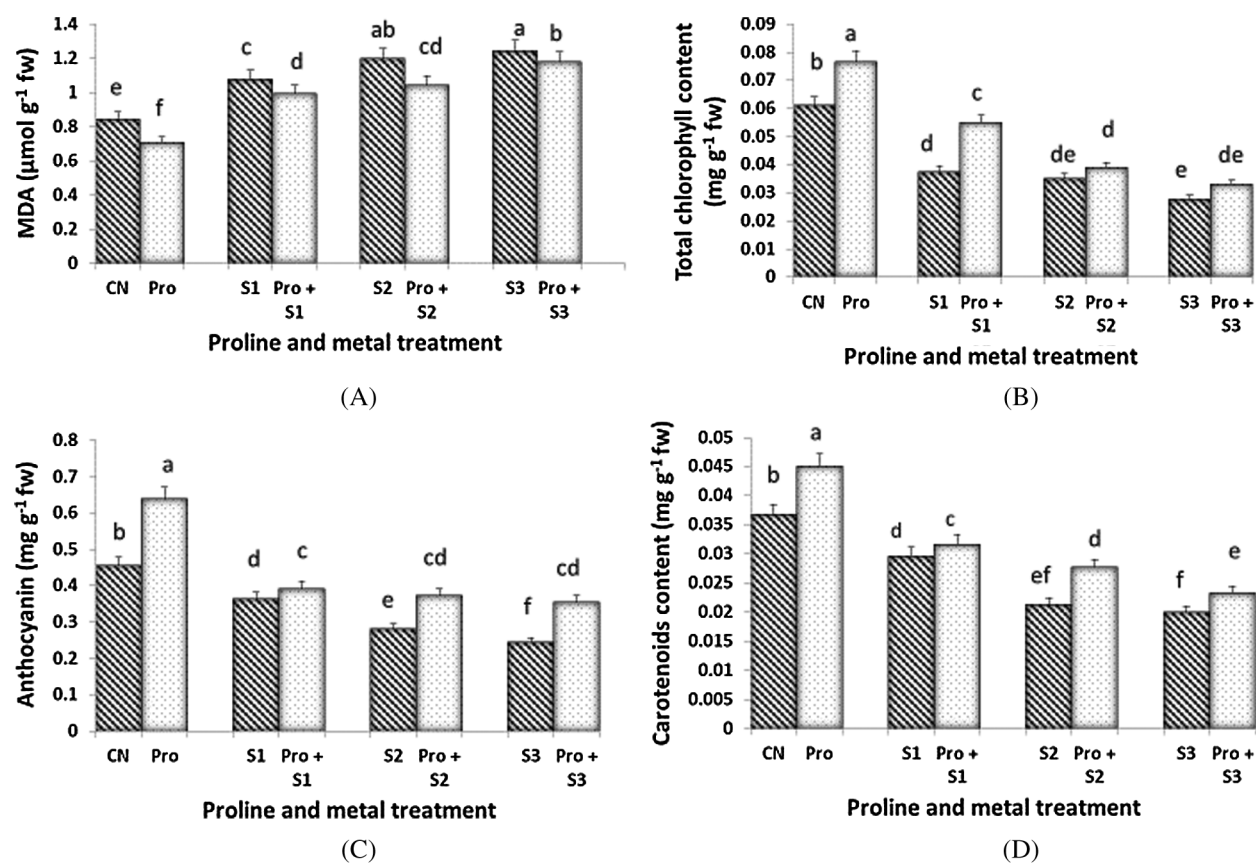 MDA (μmol g-1 fw)
1.4
1.2
1
0.8
0.6
0.4
0.2
0
e
f
c
d
ab
cd
a
b
CN Pro S1 Pro + S2 Pro + S3 Pro +
S1 S2 S3
Proline and metal treatment
(A)
Total chlorophyll content
(mg g-1 fw)
0.09
0.08
0.07
0.06
0.05
0.04
0.03
0.02
0.01
0
b
a
d
c
de
d
e
de
CN Pro S1 Pro + S2 Pro + S3 Pro +
S1 S2 S3
Proline and metal treatment
(B)
Anthocyanin (mg g-1 fw)
0.8
0.7
0.6
0.5
0.4
0.3
0.2
0.1
0
b
a
d
c
e
cd
f
cd
CN Pro S1 Pro + S2 Pro + S3 Pro +
S1 S2 S3
Proline and metal treatment
(C)
Carotenoids content (mg g-1 fw)
0.05
0.045
0.04
0.035
0.03
0.025
0.02
0.015
0.01
0.005
0
b
a
d
c
ef
d
f
e
CN Pro S1 Pro + S2 Pro + S3 Pro +
S1 S2 S3
Proline and metal treatment
(D)